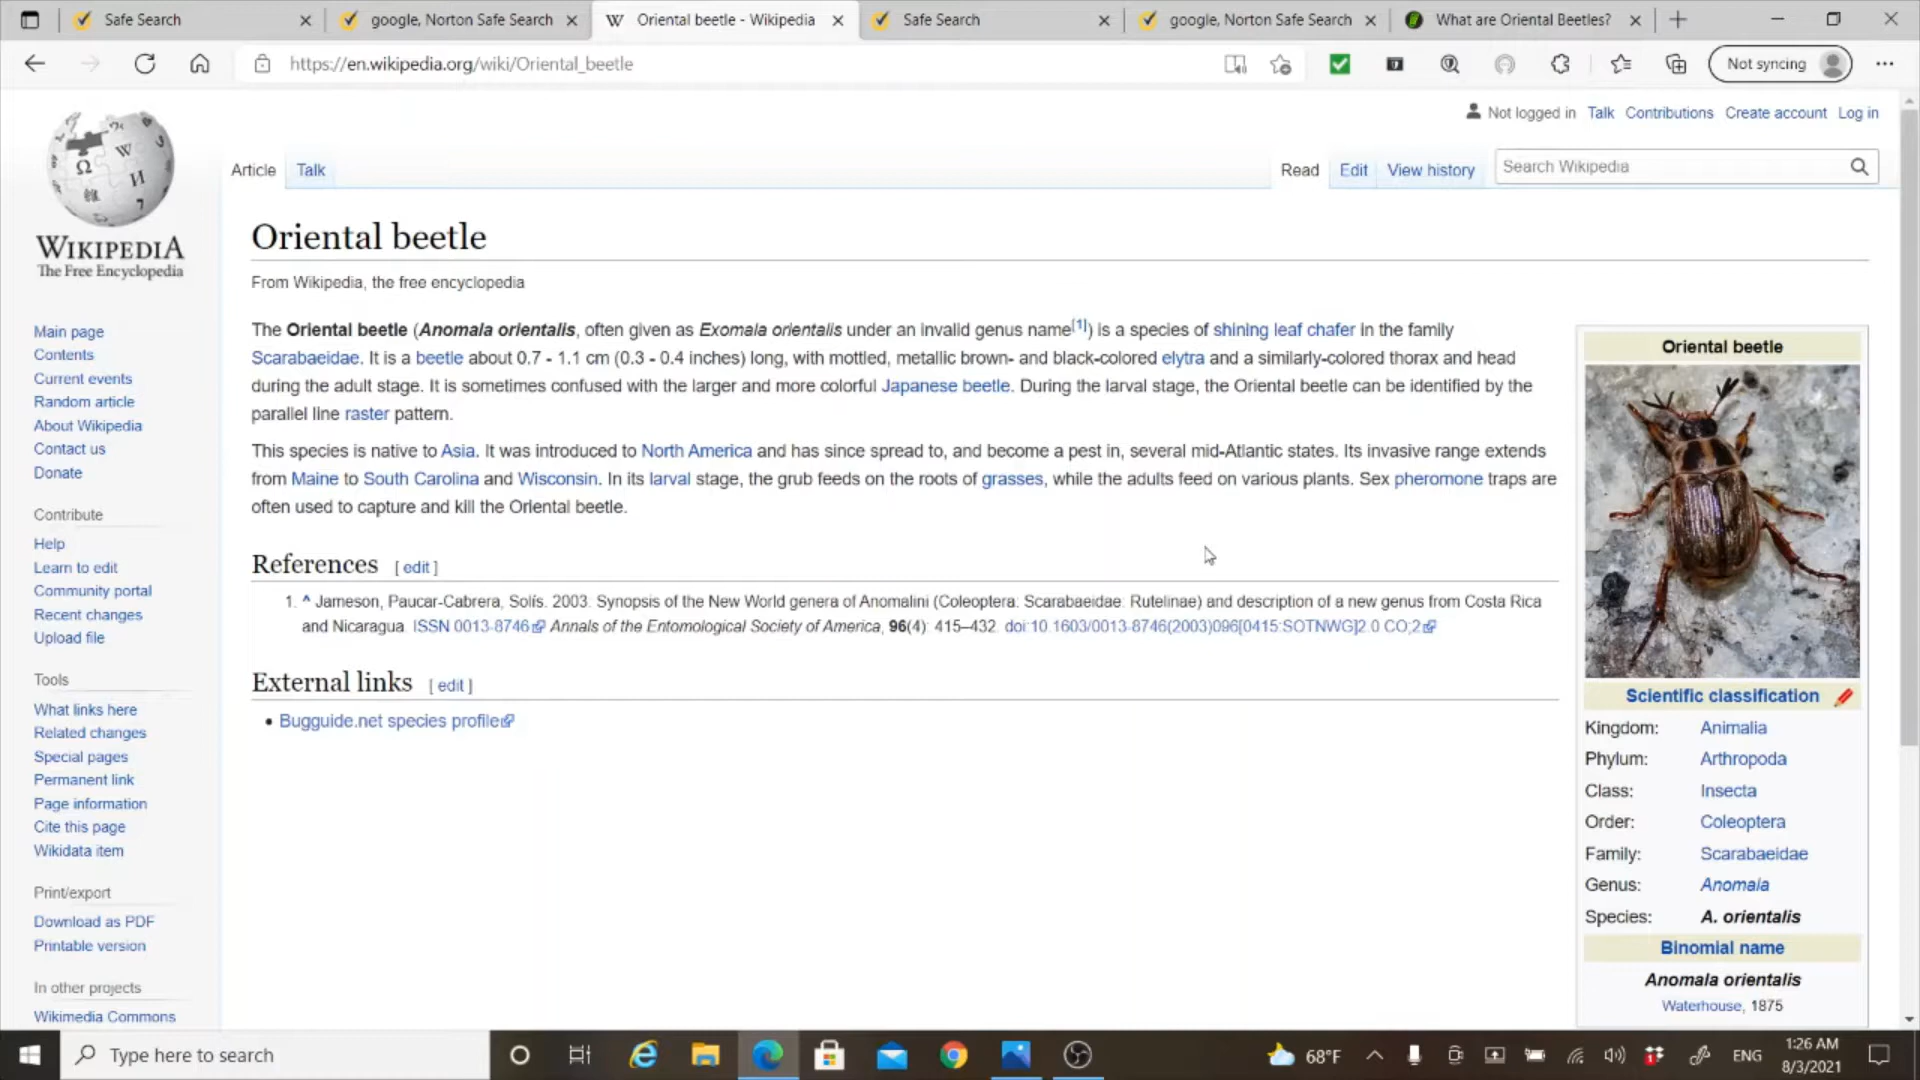 Safe Search
google, Norton Safe Search
Oriental beetle - Wikipedia
Safe Search
google, Norton Safe Search
What are Oriental Beetles?
https://en.wikipedia.org/wiki/Oriental_beetle
Not syncing
Not logged in Talk Contributions Create account Log in
Article Talk
Read Edit View history
Search Wikipedia
WIKIPEDIA
The Free Encyclopedia
Main page
Contents
Current events
Random article
About Wikipedia
Contact us
Donate
Contribute
Help
Learn to edit
Community portal
Recent changes
Upload file
Tools
What links here
Related changes
Special pages
Permanent link
Page information
Cite this page
Wikidata item
Print/export
Download as PDF
Printable version
In other projects
Wikimedia Commons
Oriental beetle
From Wikipedia, the free encyclopedia
The Oriental beetle (Anomala orientalis, often given as Exomala orientalis under an invalid genus name[1]) is a species of shining leaf chafer in the family
Scarabaeidae. It is a beetle about 0.7 - 1.1 cm (0.3 - 0.4 inches) long, with mottled, metallic brown- and black-colored elytra and a similarly-colored thorax and head
during the adult stage. It is sometimes confused with the larger and more colorful Japanese beetle. During the larval stage, the Oriental beetle can be identified by the
parallel line raster pattern.
This species is native to Asia. It was introduced to North America and has since spread to, and become a pest in, several mid-Atlantic states. Its invasive range extends
from Maine to South Carolina and Wisconsin. In its larval stage, the grub feeds on the roots of grasses, while the adults feed on various plants. Sex pheromone traps are
often used to capture and kill the Oriental beetle.
References [ edit ]
1. ^ Jameson, Paucar-Cabrera, Solís. 2003. Synopsis of the New World genera of Anomalini (Coleoptera: Scarabaeidae: Rutelinae) and description of a new genus from Costa Rica
and Nicaragua. ISSN 0013-8746 Annals of the Entomological Society of America, 96(4): 415–432. doi:10.1603/0013-8746(2003)096[0415:SOTNWG]2.0.CO;2
External links [ edit ]
• Bugguide.net species profile
Oriental beetle
Scientific classification
Kingdom: Animalia
Phylum: Arthropoda
Class: Insecta
Order: Coleoptera
Family: Scarabaeidae
Genus: Anomala
Species: A. orientalis
Binomial name
Anomala orientalis
Waterhouse, 1875
Type here to search
68°F
ENG
1:26 AM
8/3/2021